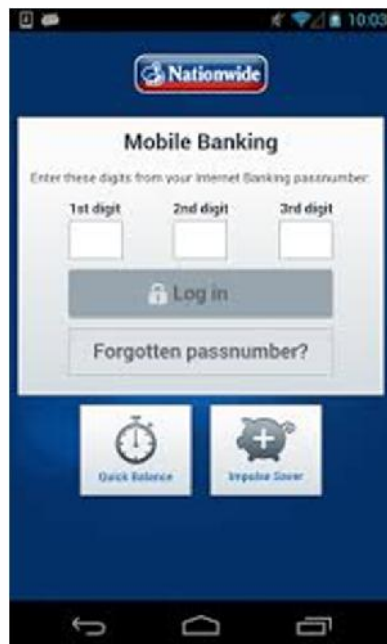 10:03
Nationwide
Mobile Banking
Enter these digits from your Internet Banking passnumber:
1st digit 2nd digit 3rd digit
Log in
Forgotten passnumber?
Quick Balance Impulse Saver